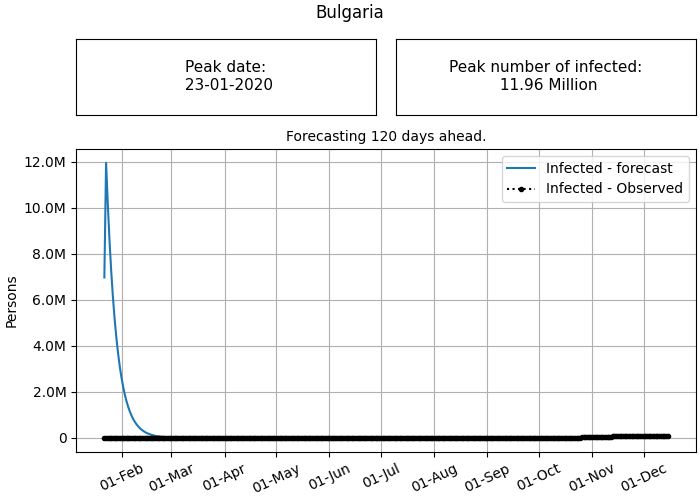 Bulgaria
Peak date:
23-01-2020
Peak number of infected:
11.96 Million
Forecasting 120 days ahead.
Infected - forecast
Infected - Observed
12.0M
10.0M
8.0M
6.0M
4.0M
2.0M
0
Persons
01-Feb
01-Mar
01-Apr
01-May
01-Jun
01-Jul
01-Aug
01-Sep
01-Oct
01-Nov
01-Dec